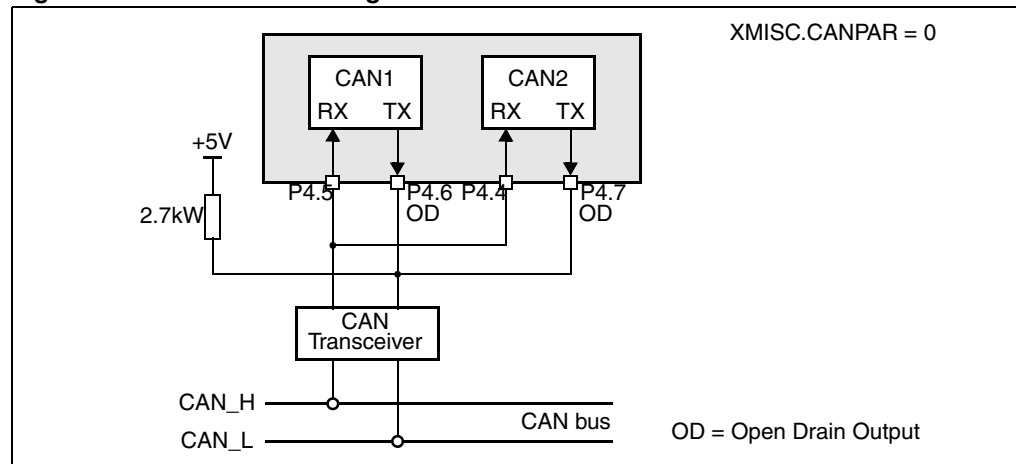 XMISC.CANPAR = 0
CAN1 CAN2
RX TX RX TX
+5V
P4.5 P4.6 P4.4 P4.7
OD OD
2.7kW
CAN
Transceiver
CAN_H
CAN bus
CAN_L
OD = Open Drain Output